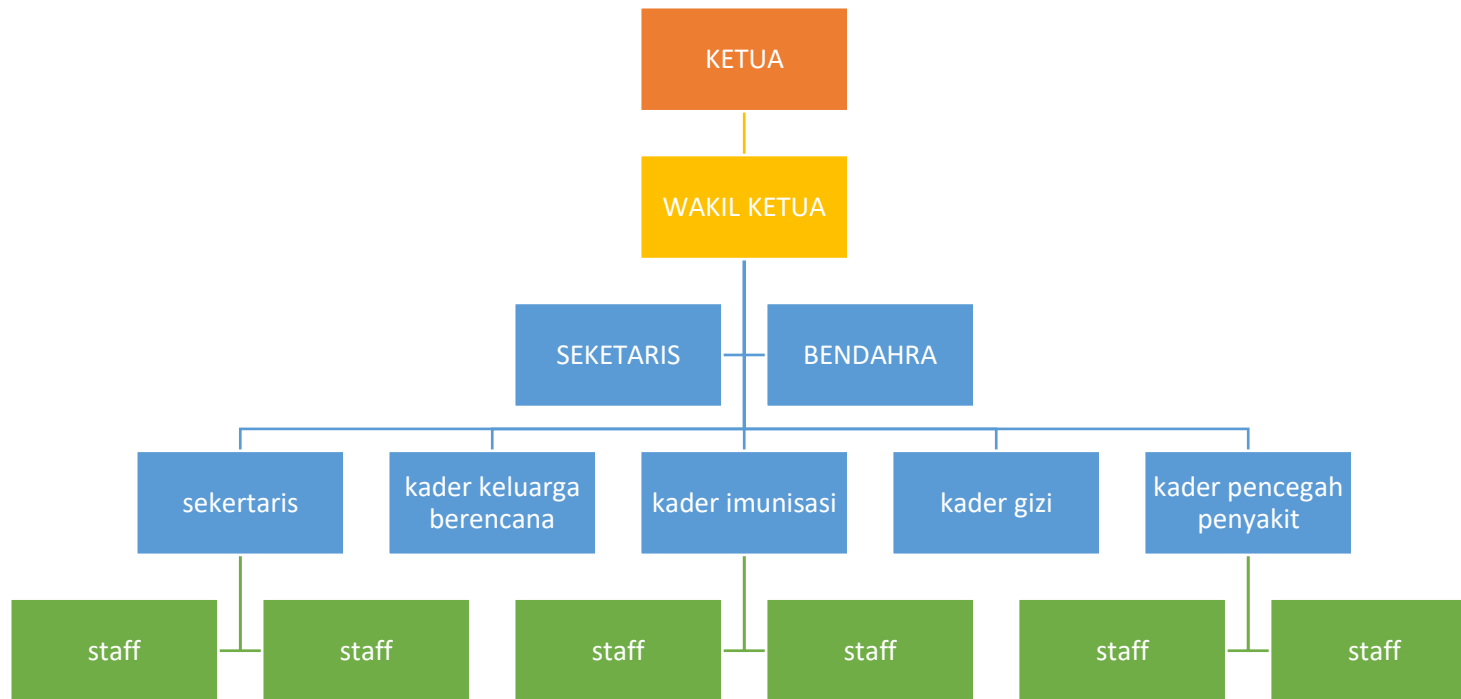 KETUA
WAKIL KETUA
SEKETARIS
BENDAHRA
sekertaris
kader keluarga
berencana
kader imunisasi
kader gizi
kader pencegah
penyakit
staff
staff
staff
staff
staff
staff